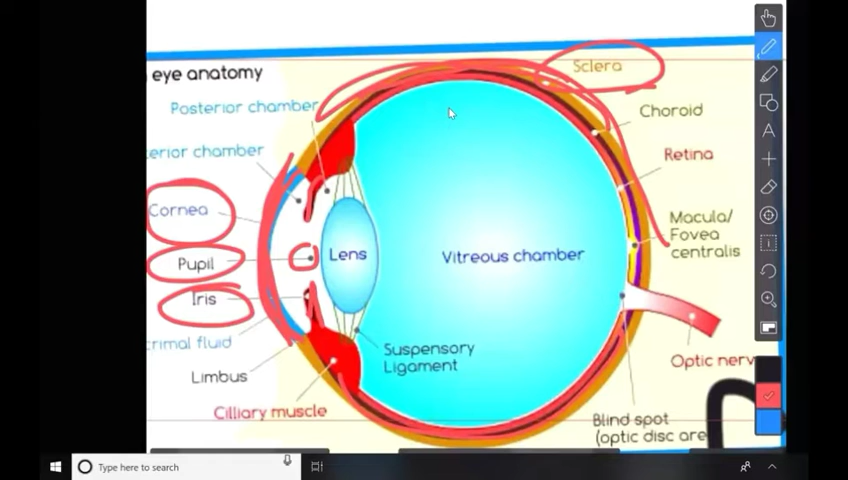 eye anatomy
Posterior chamber
terior chamber
Cornea
Pupil
Iris
crimal fluid
Limbus
Cilliary muscle
Lens
Vitreous chamber
Suspensory
Ligament
Sclera
Choroid
Retina
Macula/
Fovea
centralis
Optic nerv
Blind spot
(optic disc are
A
Type here to search